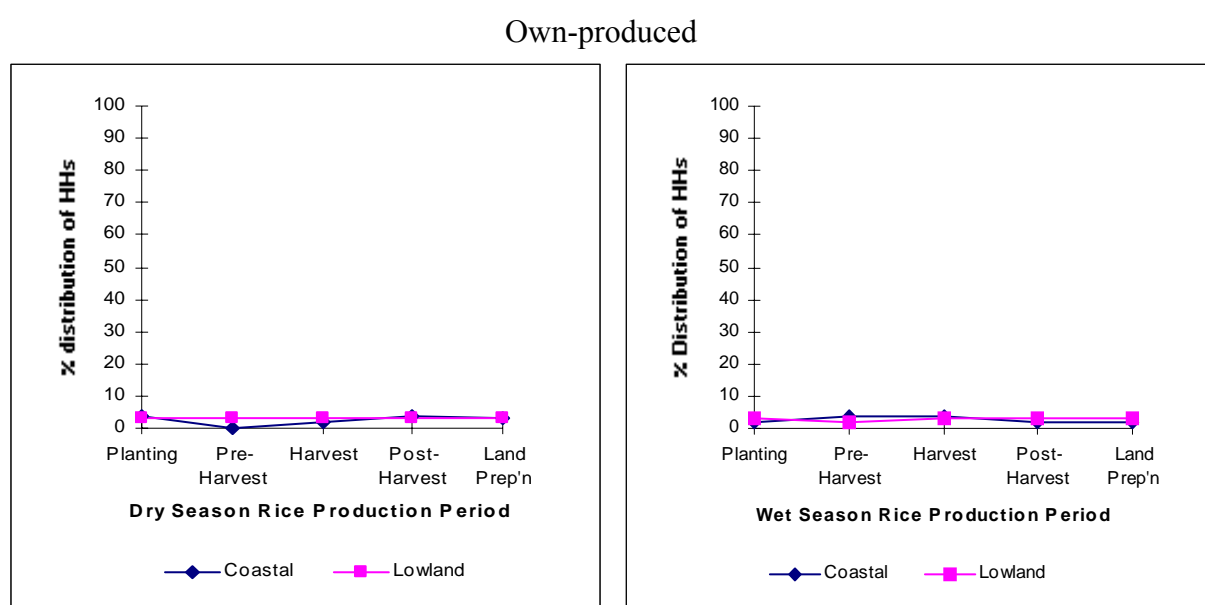 Own-produced
% distribution of HHs
100
90
80
70
60
50
40
30
20
10
0
Planting Pre- Harvest Post- Land
Harvest Harvest Prep'n
Dry Season Rice Production Period
Coastal Lowland
% Distribution of HHs
100
90
80
70
60
50
40
30
20
10
0
Planting Pre- Harvest Post- Land
Harvest Harvest Prep'n
Wet Season Rice Production Period
Coastal Lowland